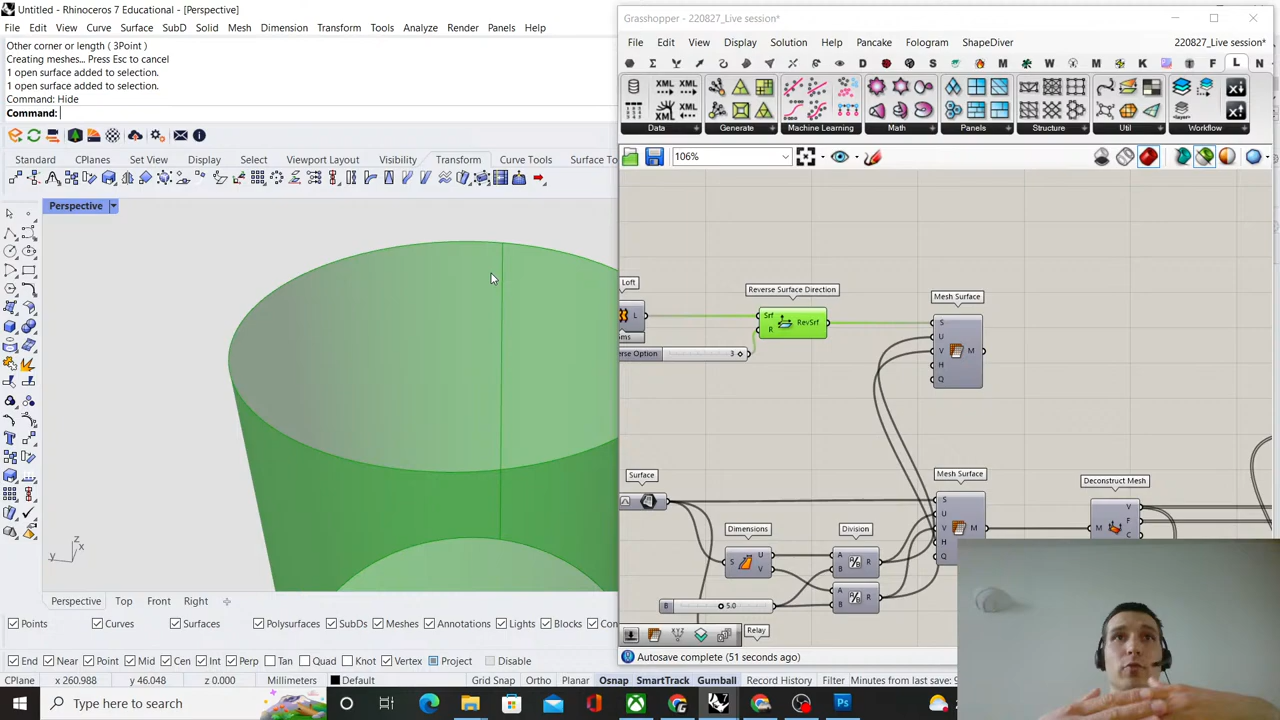 Untitled - Rhinoceros 7 Educational - [Perspective]
File Edit View Curve Surface SubD Solid Mesh Dimension Transform Tools Analyze Render Panels Help
Other corner or length ( 3Point )
Creating meshes... Press Esc to cancel
1 open surface added to selection.
1 open surface added to selection.
Command: Hide
Command:
Standard CPlanes Set View Display Select Viewport Layout Visibility Transform Curve Tools Surface To
Perspective
Perspective Top Front Right
Points Curves Surfaces Polysurfaces SubDs Meshes Annotations Lights Blocks Con
End Near Point Mid Cen Int Perp Tan Quad Knot Vertex Project Disable
CPlane x 260.988 y 46.048 z 0.000 Millimeters Default Grid Snap Ortho Planar Osnap SmartTrack Gumball Record History Filter Minutes from last save: 9
z
x
y
Grasshopper - 220827_Live session*
File Edit View Display Solution Help Pancake Fologram ShapeDiver 220827_Live session*
Data Generate Machine Learning Math Panels Structure Util Workflow
106%
Loft
L
ms
erse Option 3
Reverse Surface Direction
Srf
R
RevSrf
Mesh Surface
S
U
V
H
Q
M
Surface
Dimensions
S
U
V
Division
A
B
R
A
B
R
B 5.0
Mesh Surface
S
U
V
H
Q
M
Deconstruct Mesh
M
V
F
C
Relay
Autosave complete (51 seconds ago)
Type here to search